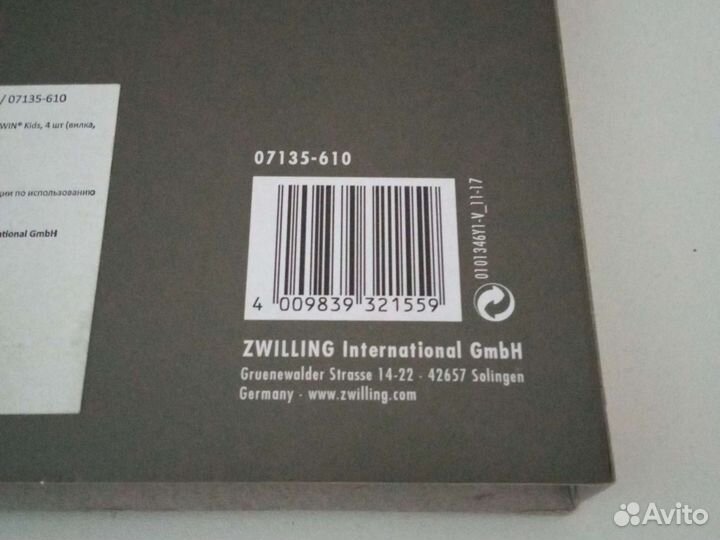 / 07135-610
WIN® Kids, 4 шт (вилка,
ции по использованию
ational GmbH
07135-610
4 009839 321559
0101346Y1-V_11-17
ZWILLING International GmbH
Gruenewalder Strasse 14-22 - 42657 Solingen
Germany - www.zwilling.com
Avito